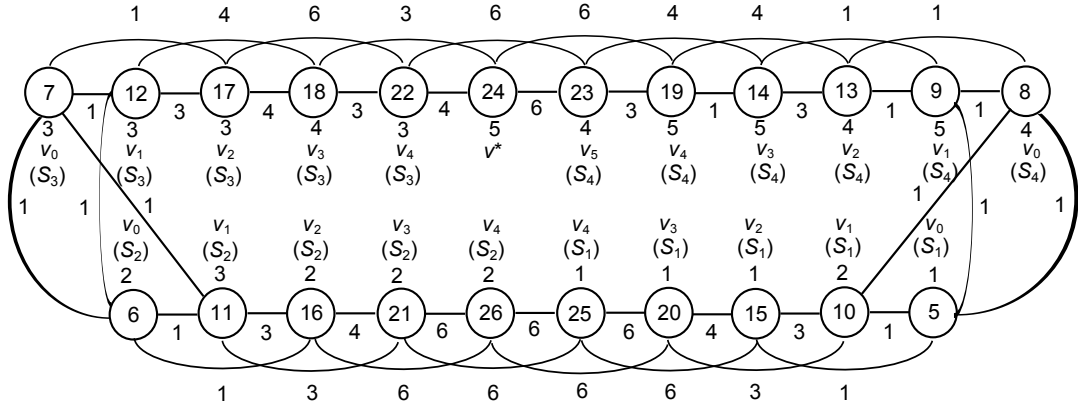 1 4 6 3 6 6 4 4 1 1
7 12 17 18 22 24 23 19 14 13 9 8
1 3 4 3 4 6 3 1 3 1 1
3 3 3 4 3 5 4 5 5 4 5 4
v₀ v₁ v₂ v₃ v₄ v* v₅ v₄ v₃ v₂ v₁ v₀
(S₃) (S₃) (S₃) (S₃) (S₃) (S₄) (S₄) (S₄) (S₄) (S₄) (S₄)
1 1 1 1 1 1
v₀ v₁ v₂ v₃ v₄ v₄ v₃ v₂ v₁ v₀
(S₂) (S₂) (S₂) (S₂) (S₂) (S₁) (S₁) (S₁) (S₁) (S₁)
2 3 2 2 2 1 1 1 2 1
6 11 16 21 26 25 20 15 10 5
1 3 4 6 6 6 4 3 1
1 3 6 6 6 6 3 1